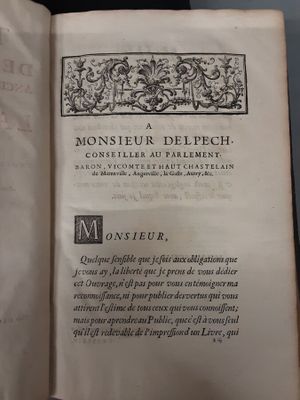 A
MONSIEUR DELPECH.
CONSEILLER AU PARLEMENT.
BARON, VICOMTE ET HAUT CHASTELAIN
de Mereville, Angerville, la Gaste, Autry, &c.
MONSIEUR,
Quelque sensible que je sois aux obligations que
je vous ay, la liberté que je prens de vous dédier
cet Ouvrage, n'est pas pour vous en témoigner ma
reconnoissance, ni pour publier des vertus qui vous
attirent l'estime de tous ceux qui vous connoissent,
mais pour aprendre au Public, que c'est à vous seul
qu'il est redevable de l'impression d'un Livre, qui